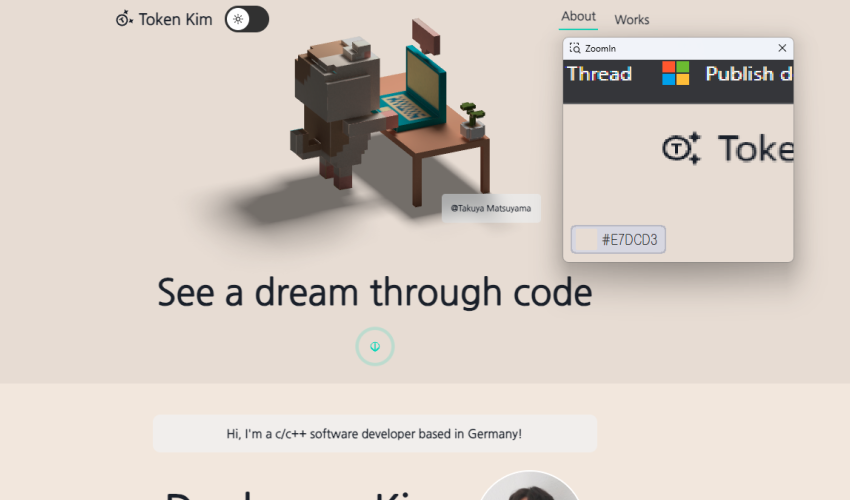 Token Kim
About
Works
ZoomIn
Thread
Publish d
Toke
#E7DCD3
@Takuya Matsuyama
See a dream through code
Hi, I'm a c/c++ software developer based in Germany!